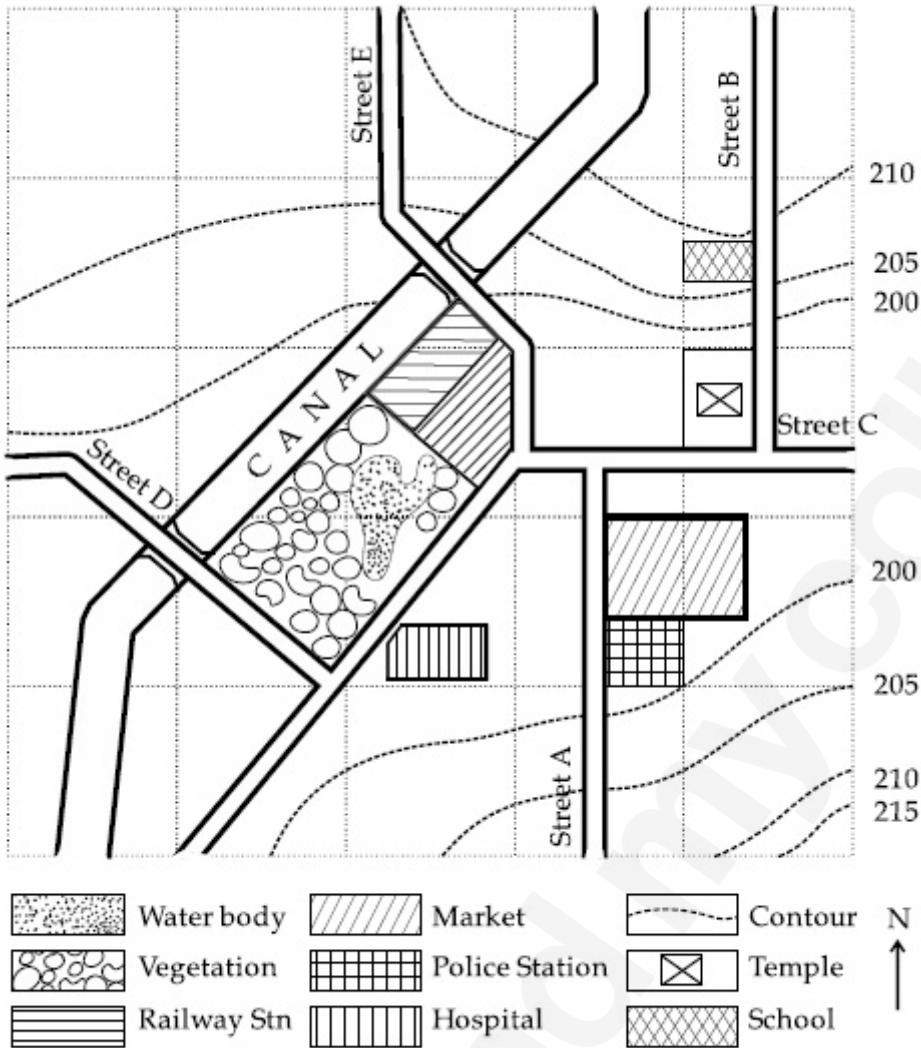 Street E
Street B
210
205
200
CANAL
Street C
Street D
200
205
210
215
Street A
Water body
Market
Contour
N
Vegetation
Police Station
Temple
Railway Stn
Hospital
School